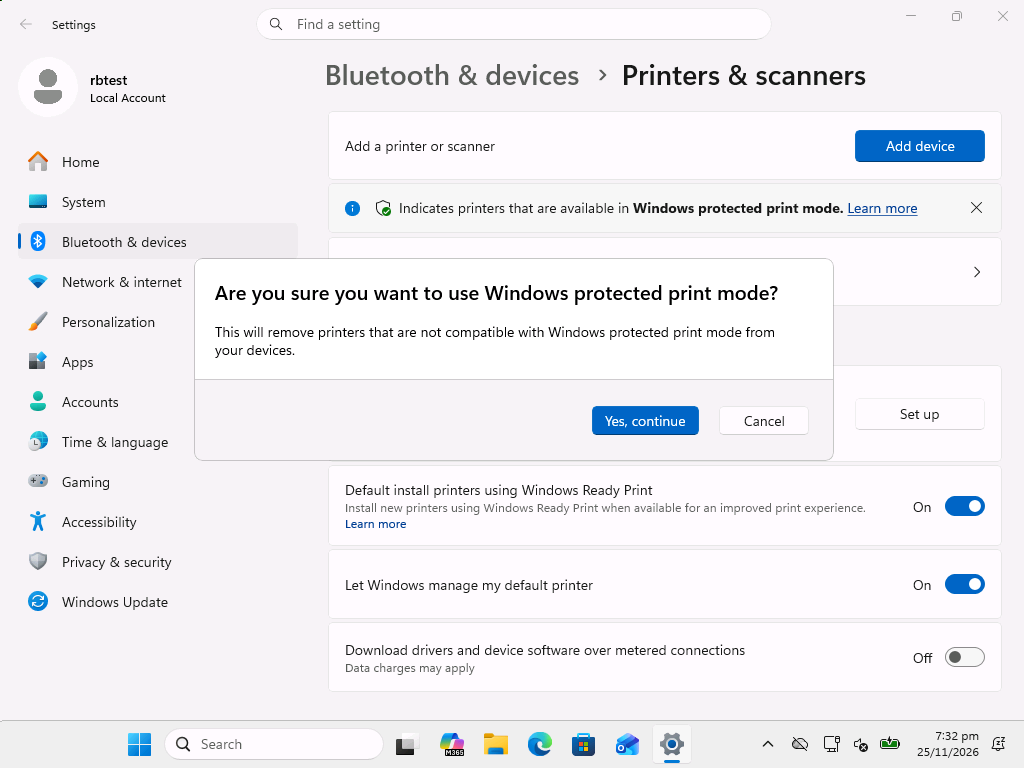 Settings
Find a setting
rbtest
Local Account
Home
System
Bluetooth & devices
Network & internet
Personalization
Apps
Accounts
Time & language
Gaming
Accessibility
Privacy & security
Windows Update
Bluetooth & devices > Printers & scanners
Add a printer or scanner
Add device
Indicates printers that are available in Windows protected print mode. Learn more
Are you sure you want to use Windows protected print mode?
This will remove printers that are not compatible with Windows protected print mode from
your devices.
Yes, continue
Cancel
Set up
Default install printers using Windows Ready Print
Install new printers using Windows Ready Print when available for an improved print experience.
Learn more
On
Let Windows manage my default printer
On
Download drivers and device software over metered connections
Data charges may apply
Off
Search
M365
7:32 pm
25/11/2026